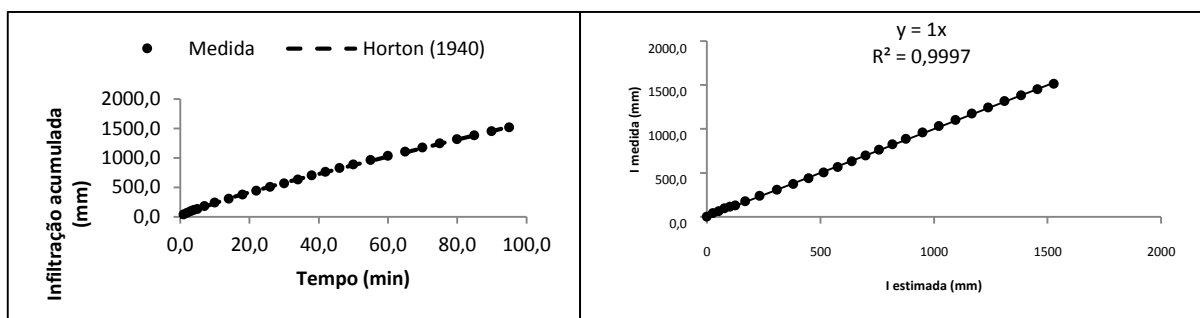 Medida
Horton (1940)
Infiltração acumulada
(mm)
2000,0
1500,0
1000,0
500,0
0,0
0,0 20,0 40,0 60,0 80,0 100,0
Tempo (min)
y = 1x
R² = 0,9997
I medida (mm)
2000,0
1500,0
1000,0
500,0
0,0
0 500 1000 1500 2000
I estimada (mm)